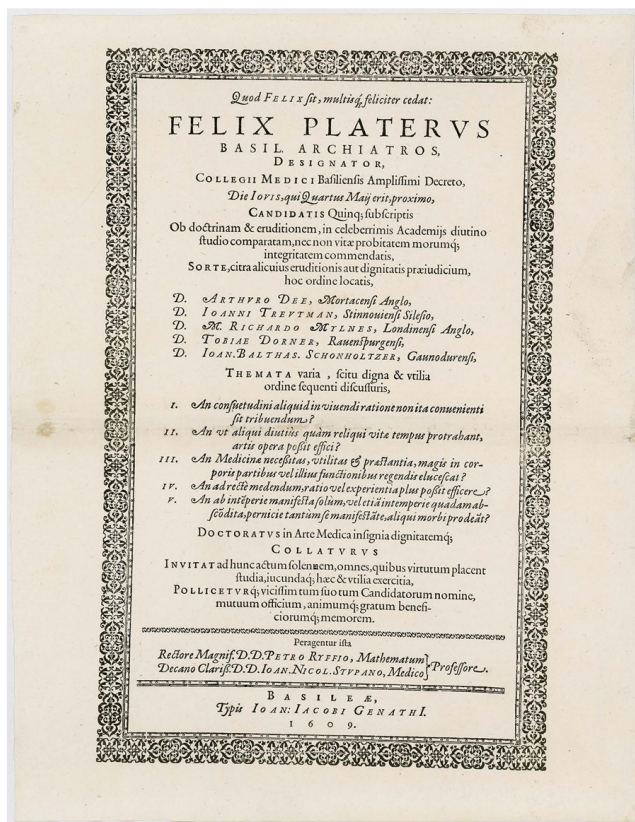 Quod FELIX sit, multisq́; feliciter cedat:
FELIX PLATERVS
BASIL. ARCHIATROS,
DESIGNATOR,
COLLEGII MEDICI Basiliensis Amplissimi Decreto,
Die IOVIS, qui Quartus Maij erit, proximo,
CANDIDATIS Quinq; subscriptis
Ob doctrinam & eruditionem, in celeberrimis Academijs diutino
studio comparatam, nec non vitæ probitatem morumq;
integritatem commendatis,
SORTE, citra alicuius eruditionis aut dignitatis præiudicium,
hoc ordine locatis,
D. ARTHVRO DEE, Mortacensi Anglo,
D. IOANNI TREVTMAN, Stinnouiensi Silesio,
D. M. RICHARDO MYLNES, Londinensi Anglo,
D. TOBIAE DORNER, Rauenspurgensi,
D. IOAN. BALTHAS. SCHONHOLTZER, Gaunodurensi,
THEMATA varia, scitu digna & vtilia
ordine sequenti discussuris,
I. An consuetudini aliquid in viuendi ratione non ita conuenienti
sit tribuendum?
II. An vt aliqui diutius quàm reliqui vitæ tempus protrahant,
artis opera poßit effici?
III. An Medicinæ neceßitas, vtilitas & præstantia, magis in cor-
poris partibus vel illius functionibus regendis elucescat?
IV. An ad rectè medendum, ratio vel experientia plus poßit efficere?
V. An ab intẽperie manifesta solùm, vel etiã intemperie quadam ab-
scõdita, pernicie tantùm se manifestãte, aliqui morbi prodeãt?
DOCTORATVS in Arte Medica insignia dignitatemq́;
COLLATVRVS
INVITAT ad hunc actum solennem, omnes, quibus virtutum placent
studia, iucundaq́; hæc & vtilia exercitia,
POLLICETVRq́; vicissim tum suo tum Candidatorum nomine,
mutuum officium, animumq́; gratum benefi-
ciorumq́; memorem.
Peragentur ista
Rectore Magnif. D. D. PETRO RYFFIO, Mathematum
Decano Clariß. D. D. IOAN. NICOL. STVPANO, Medico } Professore.
BASILEÆ,
Typis IOAN: IACOBI GENATHI.
1609.